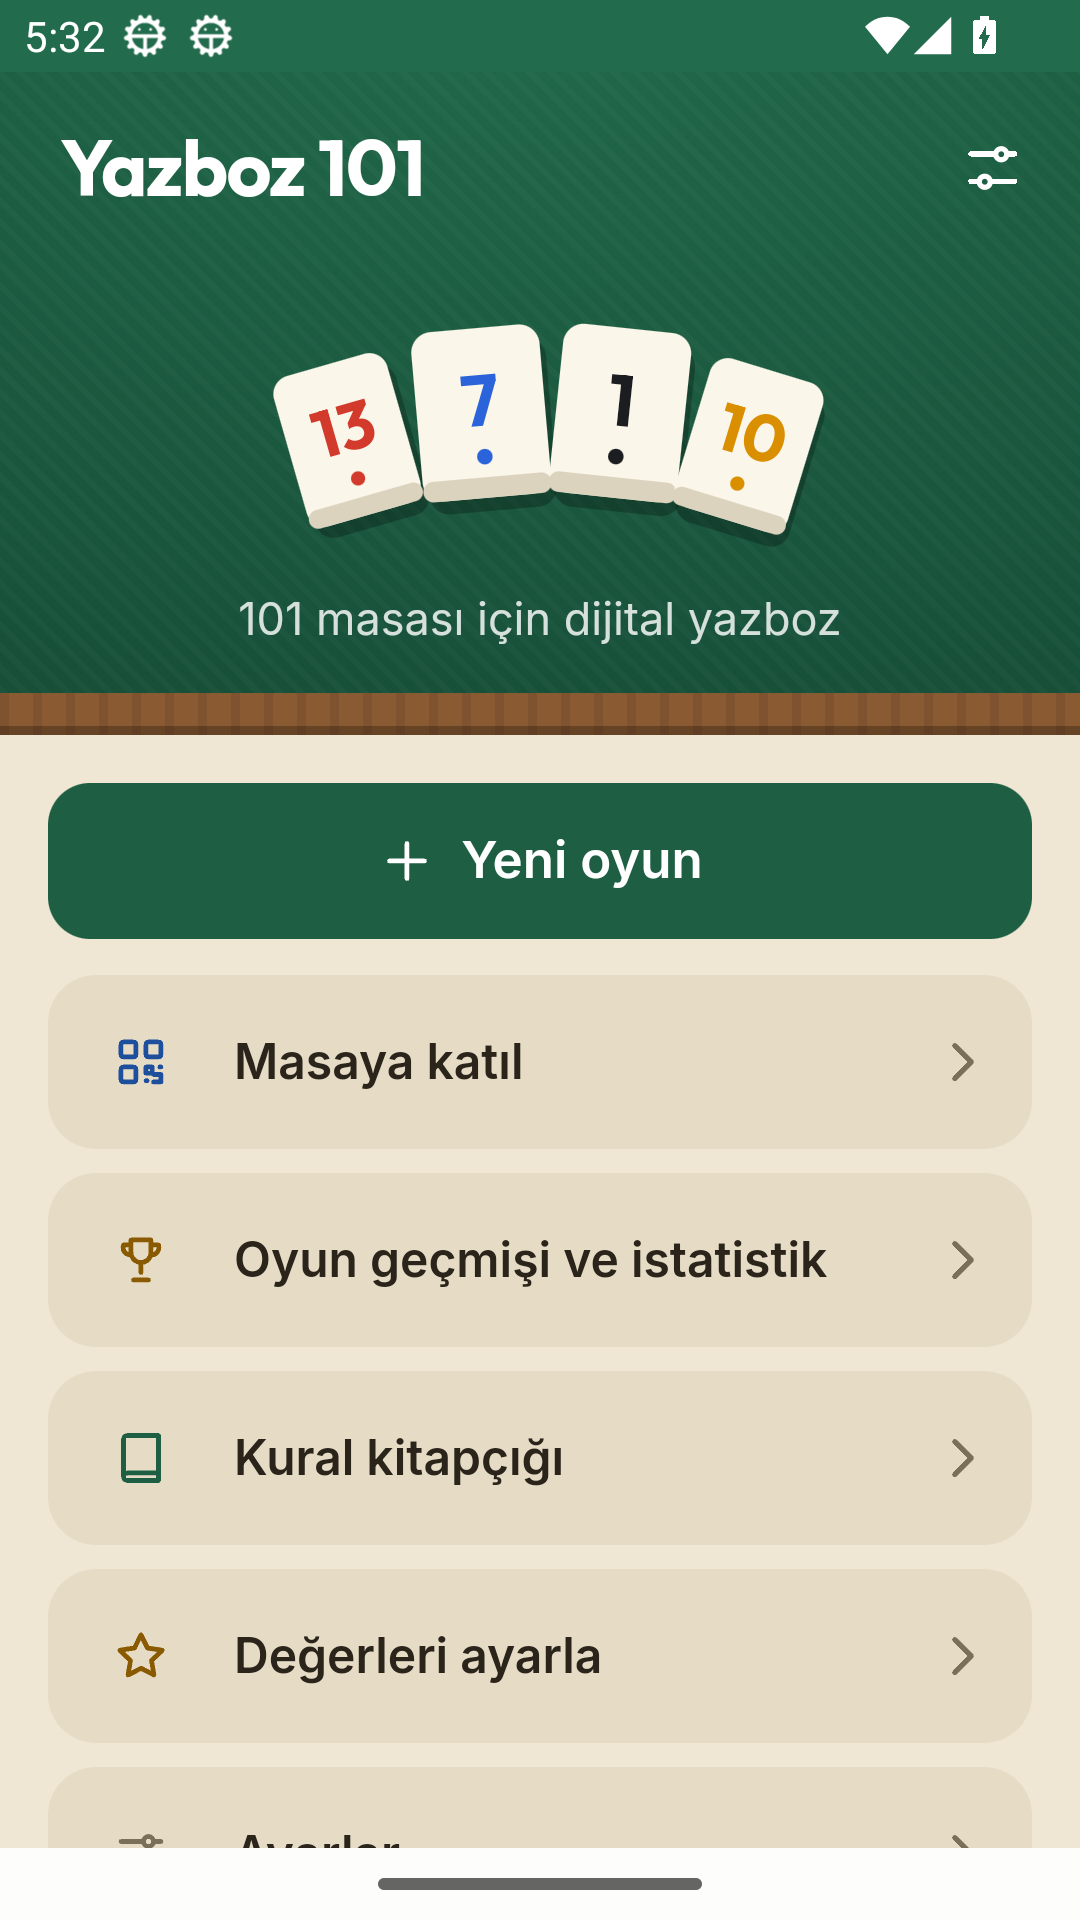 5:32
Yazboz 101
13
7
1
10
101 masası için dijital yazboz
Yeni oyun
Masaya katıl
Oyun geçmişi ve istatistik
Kural kitapçığı
Değerleri ayarla
Ayarlar